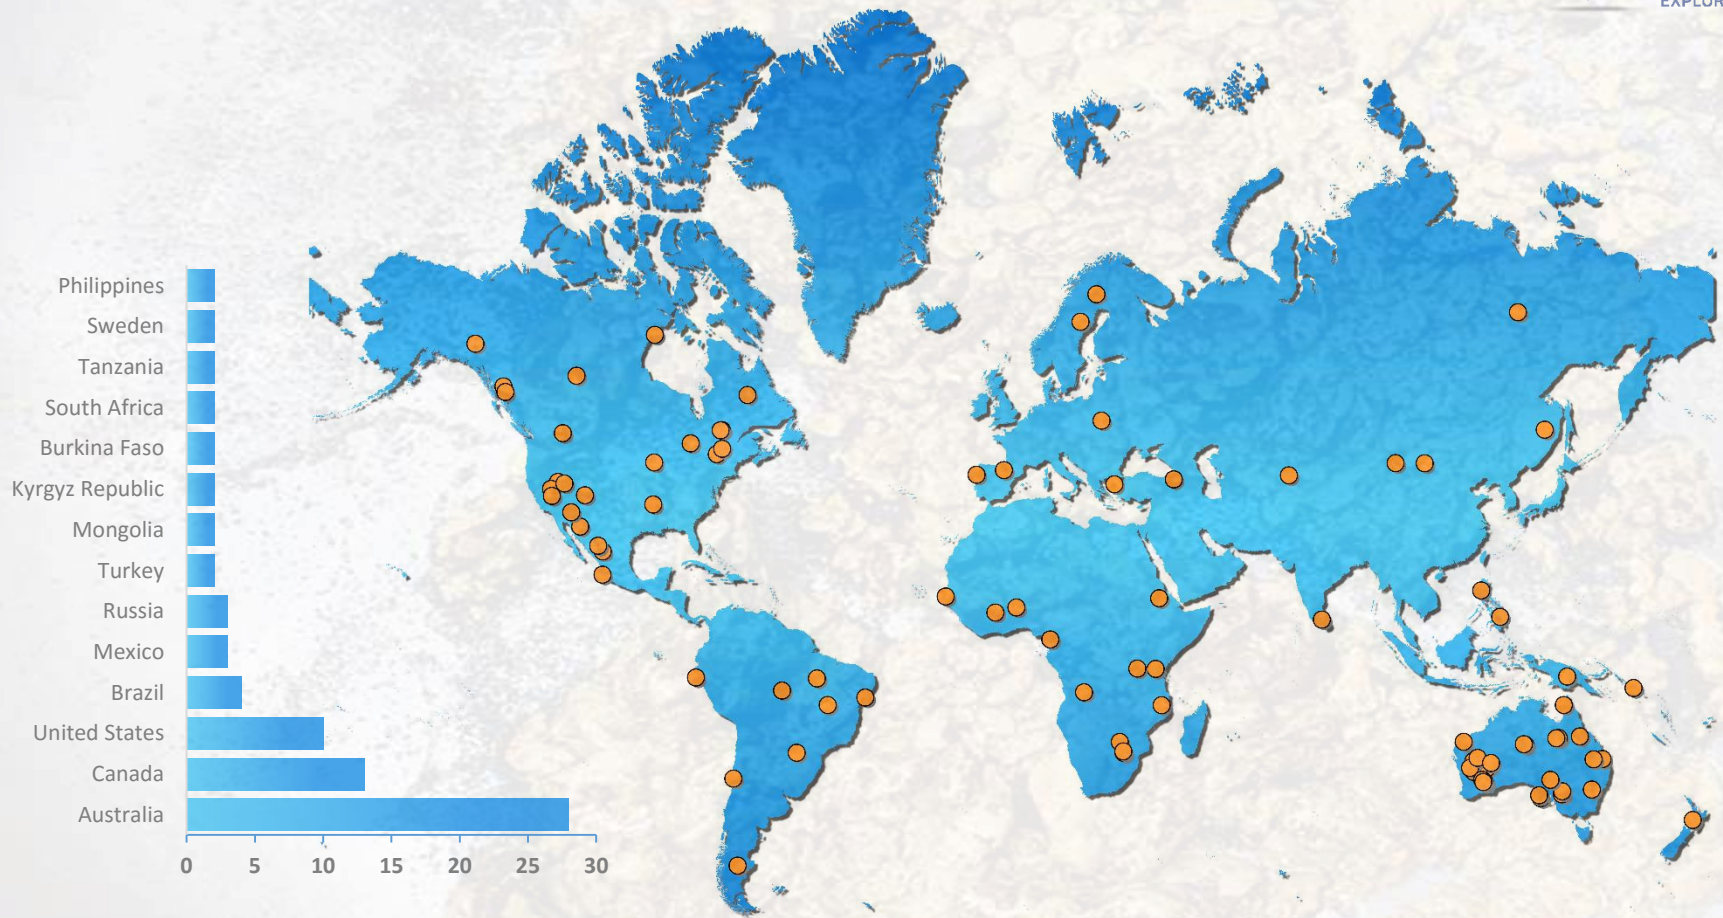 Philippines
Sweden
Tanzania
South Africa
Burkina Faso
Kyrgyz Republic
Mongolia
Turkey
Russia
Mexico
Brazil
United States
Canada
Australia
0 5 10 15 20 25 30